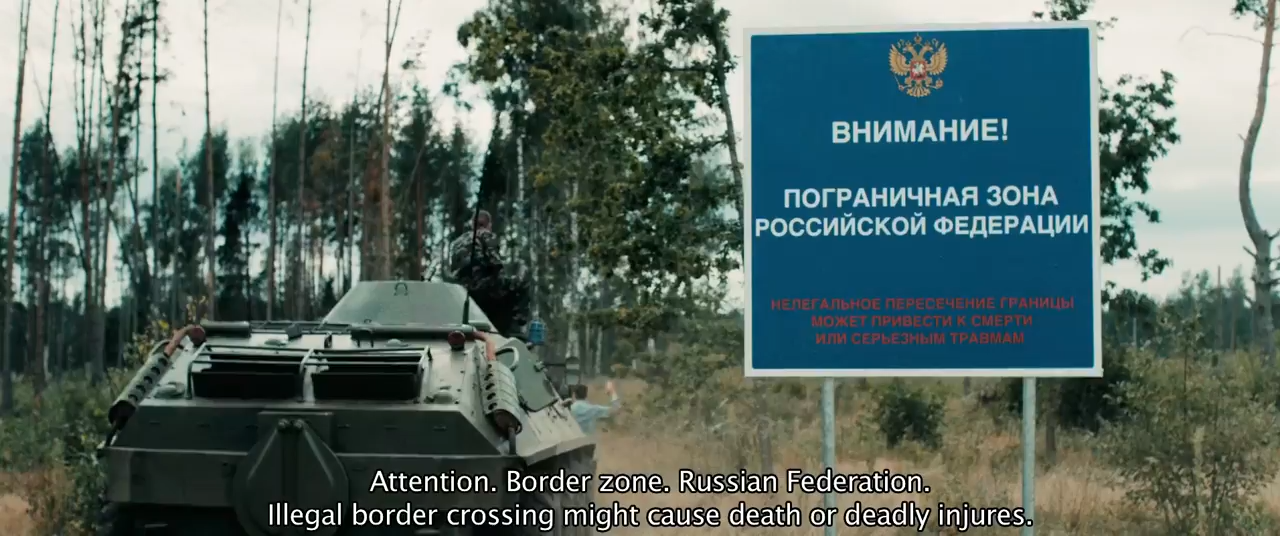 ВНИМАНИЕ!
ПОГРАНИЧНАЯ ЗОНА
РОССИЙСКОЙ ФЕДЕРАЦИИ
НЕЛЕГАЛЬНОЕ ПЕРЕСЕЧЕНИЕ ГРАНИЦЫ
МОЖЕТ ПРИВЕСТИ К СМЕРТИ
ИЛИ СЕРЬЕЗНЫМ ТРАВМАМ
Attention. Border zone. Russian Federation.
Illegal border crossing might cause death or deadly injures.